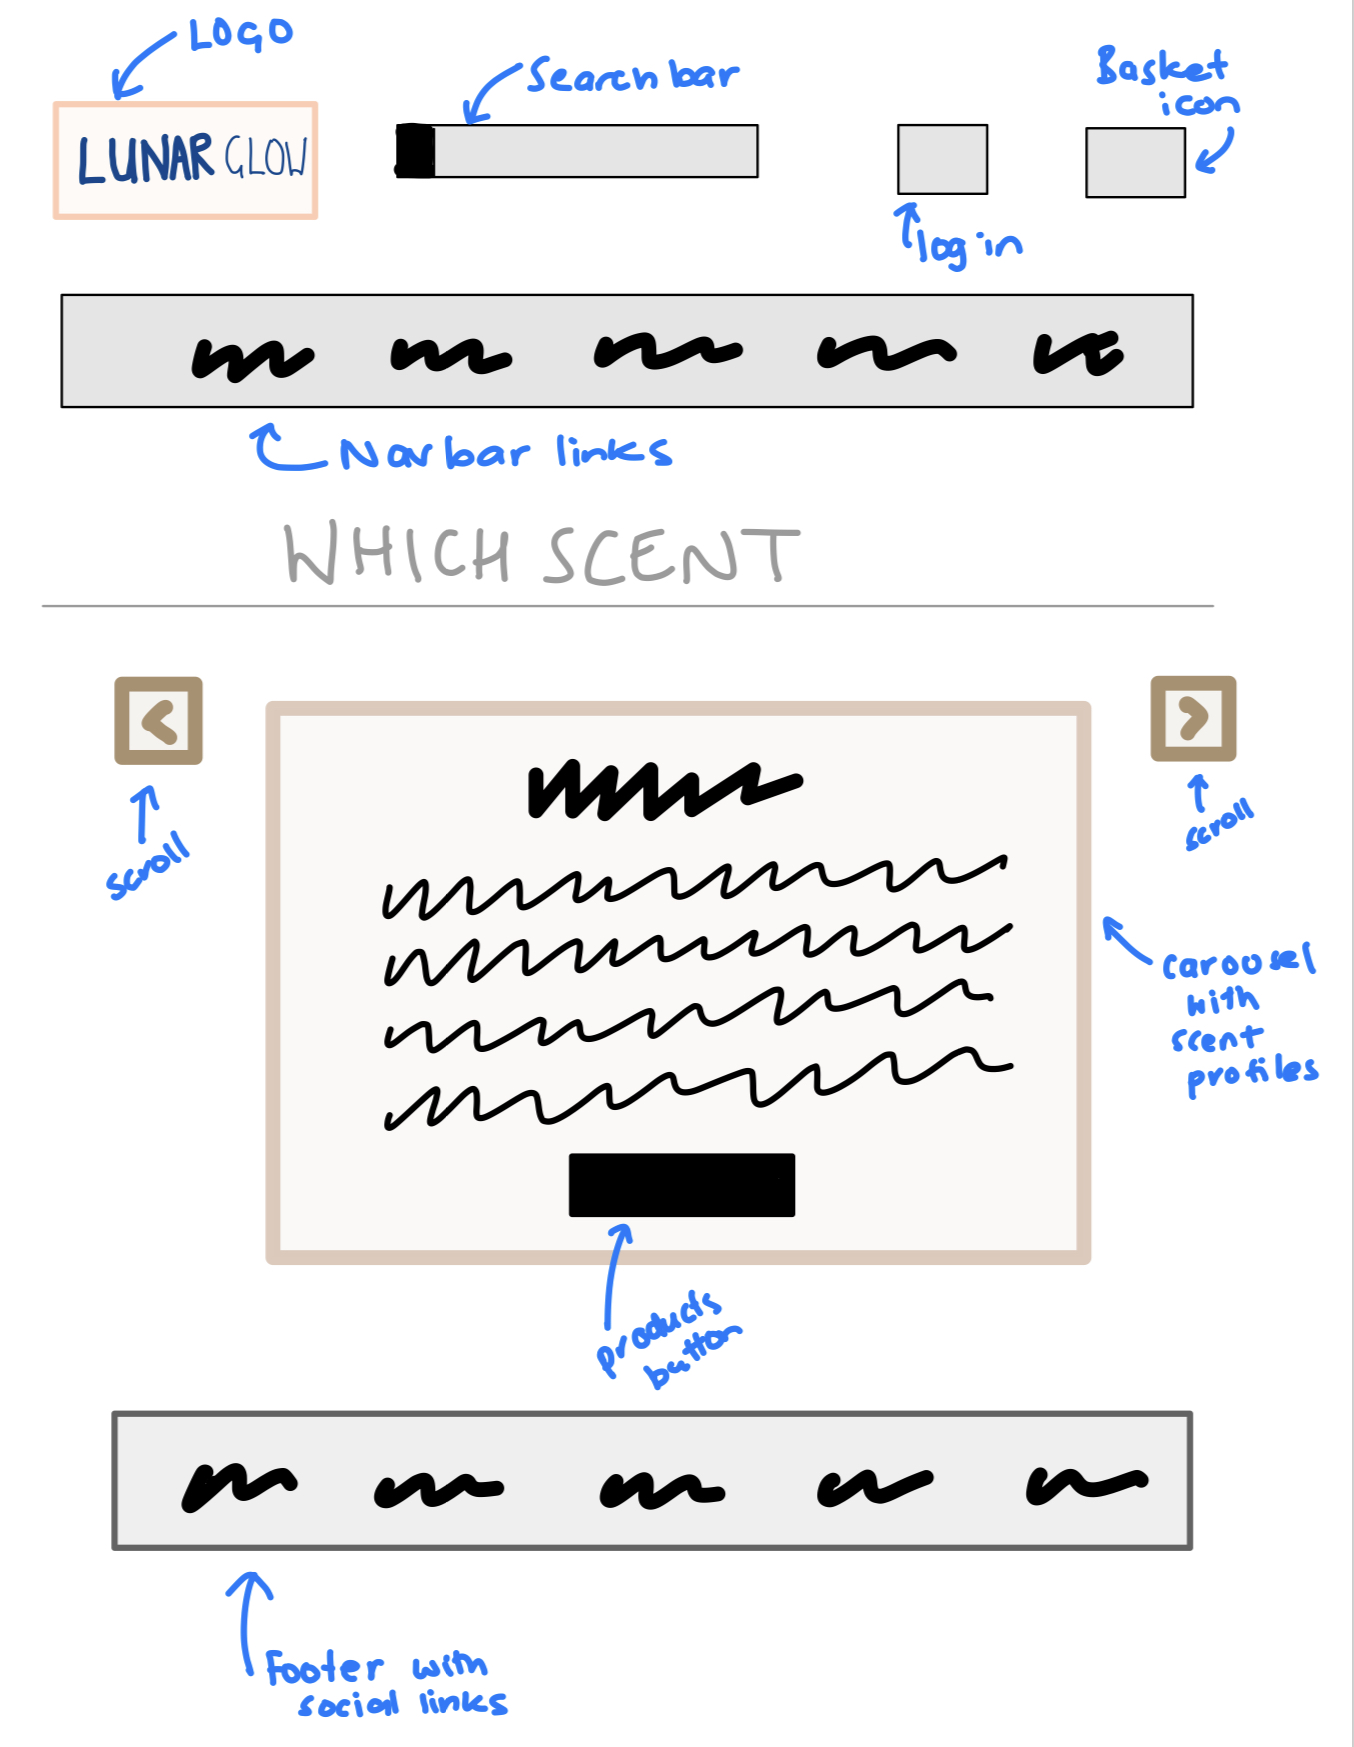 LOGO
Search bar
Basket
icon
LUNAR GLOW
log in
Navbar links
WHICH SCENT
<
>
scroll
scroll
carousel
with
scent
profiles
products
button
Footer with
social links